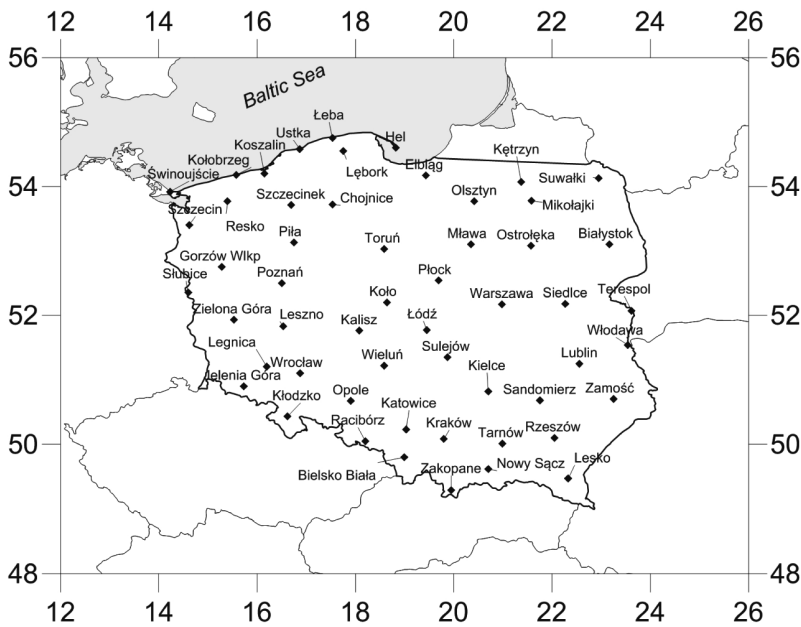 12 14 16 18 20 22 24 26
56 56
Baltic Sea
Łeba
Ustka
Hel
Koszalin
Kętrzyn
Kołobrzeg
Elbląg
Świnoujście
Lębork
Suwałki
54 54
Olsztyn
Szczecinek
Chojnice
Mikołajki
Szczecin
Resko
Piła
Toruń
Mława
Ostrołęka
Białystok
Gorzów Wlkp
Słubice
Poznań
Płock
Terespol
Koło
Warszawa
Siedlce
Zielona Góra
Leszno
52 52
Kalisz
Łódź
Włodawa
Legnica
Sulejów
Wrocław
Wieluń
Lublin
Kielce
Jelenia Góra
Kłodzko
Opole
Sandomierz
Zamość
Katowice
Racibórz
Kraków
Tarnów
Rzeszów
50 50
Bielsko Biała
Zakopane
Nowy Sącz
Lesko
48 48
12 14 16 18 20 22 24 26